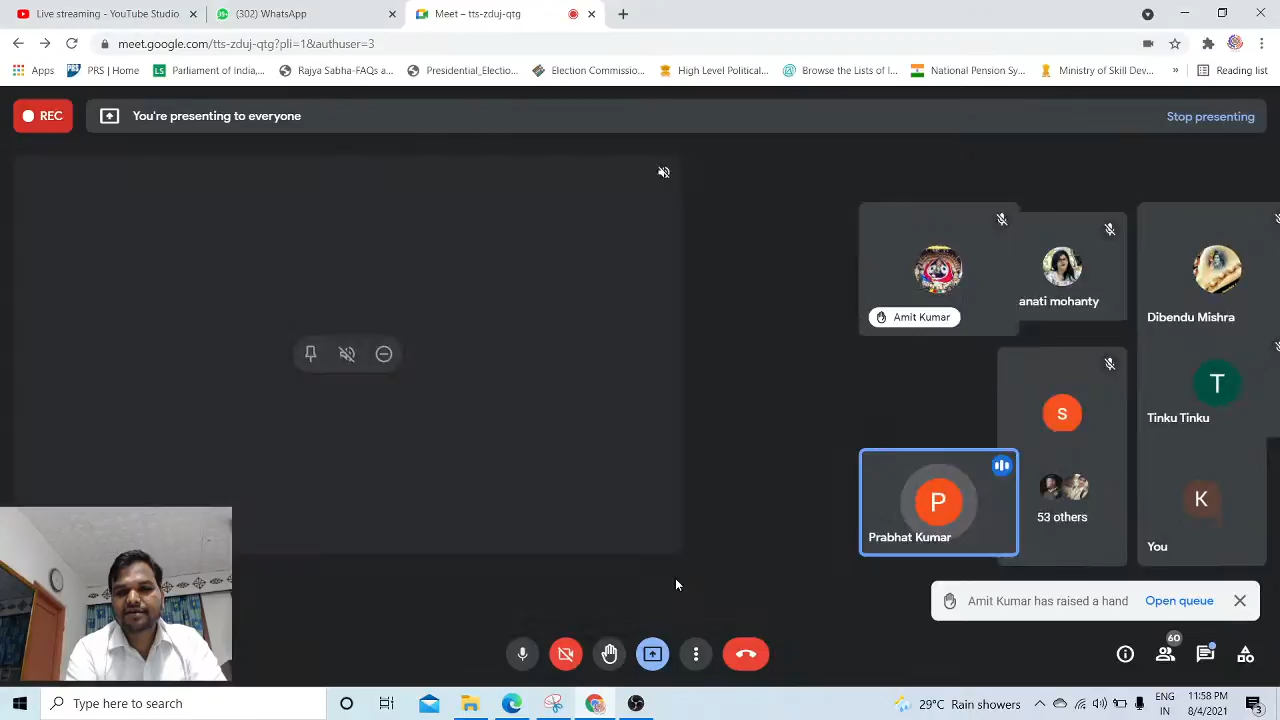 Live streaming - YouTube Studio
(302) WhatsApp
Meet – tts-zduj-qtg
meet.google.com/tts-zduj-qtg?pli=1&authuser=3
Apps
PRS | Home
Parliament of India,...
Rajya Sabha-FAQs a...
Presidential_Electio...
Election Commissio...
High Level Political...
Browse the Lists of I...
National Pension Sy...
Ministry of Skill Dev...
»
Reading list
REC
You're presenting to everyone
Stop presenting
Amit Kumar
anati mohanty
Dibendu Mishra
T
Tinku Tinku
s
53 others
P
Prabhat Kumar
K
You
Amit Kumar has raised a hand
Open queue
60
Type here to search
29°C Rain showers
ENG
IN
11:58 PM
8/4/2021
3